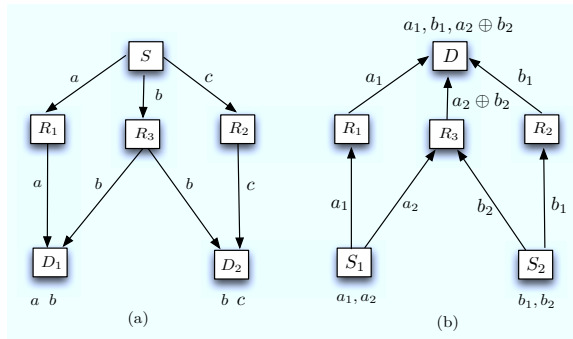 a₁, b₁, a₂ ⊕ b₂
S
D
a
b
c
a₁
a₂ ⊕ b₂
b₁
R₁
R₃
R₂
R₁
R₃
R₂
a
b
b
c
a₁
a₂
b₂
b₁
D₁
D₂
S₁
S₂
a b
b c
a₁, a₂
b₁, b₂
(a)
(b)